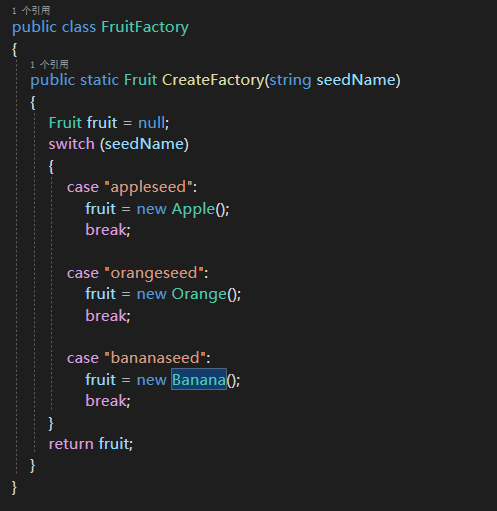 1 个引用
public class FruitFactory
{
1 个引用
public static Fruit CreateFactory(string seedName)
{
Fruit fruit = null;
switch (seedName)
{
case "appleseed":
fruit = new Apple();
break;
case "orangeseed":
fruit = new Orange();
break;
case "bananaseed":
fruit = new Banana();
break;
}
return fruit;
}
}